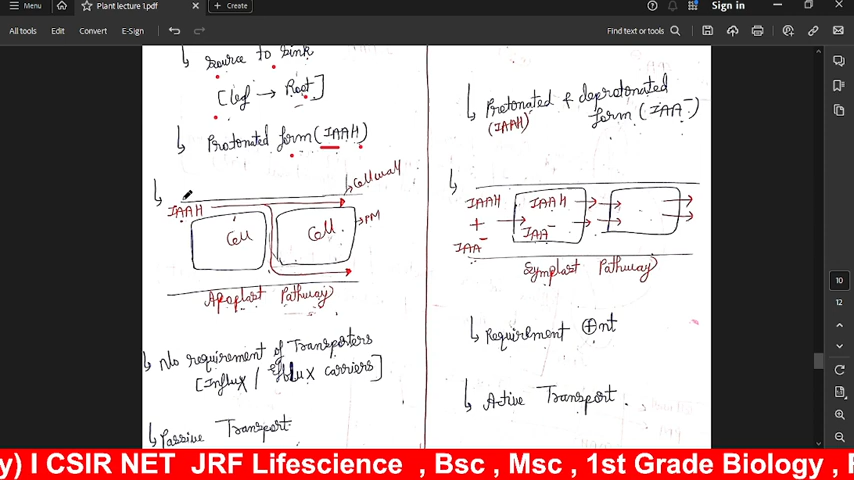 Menu
Plant lecture 1.pdf
Create
Sign in
All tools
Edit
Convert
E-Sign
Find text or tools
source to sink
[leaf → Root]
Protonated form (IAAH)
Cell wall
IAAH
PM
Cell
Cell
Apoplast Pathway
No requirement of Transporters
[Influx / Efflux carriers]
Passive Transport
Protonated & deprotonated
(IAAH)
form (IAA⁻)
IAAH
IAAH
+
IAA⁻
IAA⁻
Symplast Pathway
Requirement ⊕nt
Active Transport.
10
12
y) I CSIR NET JRF Lifescience , Bsc , Msc , 1st Grade Biology ,